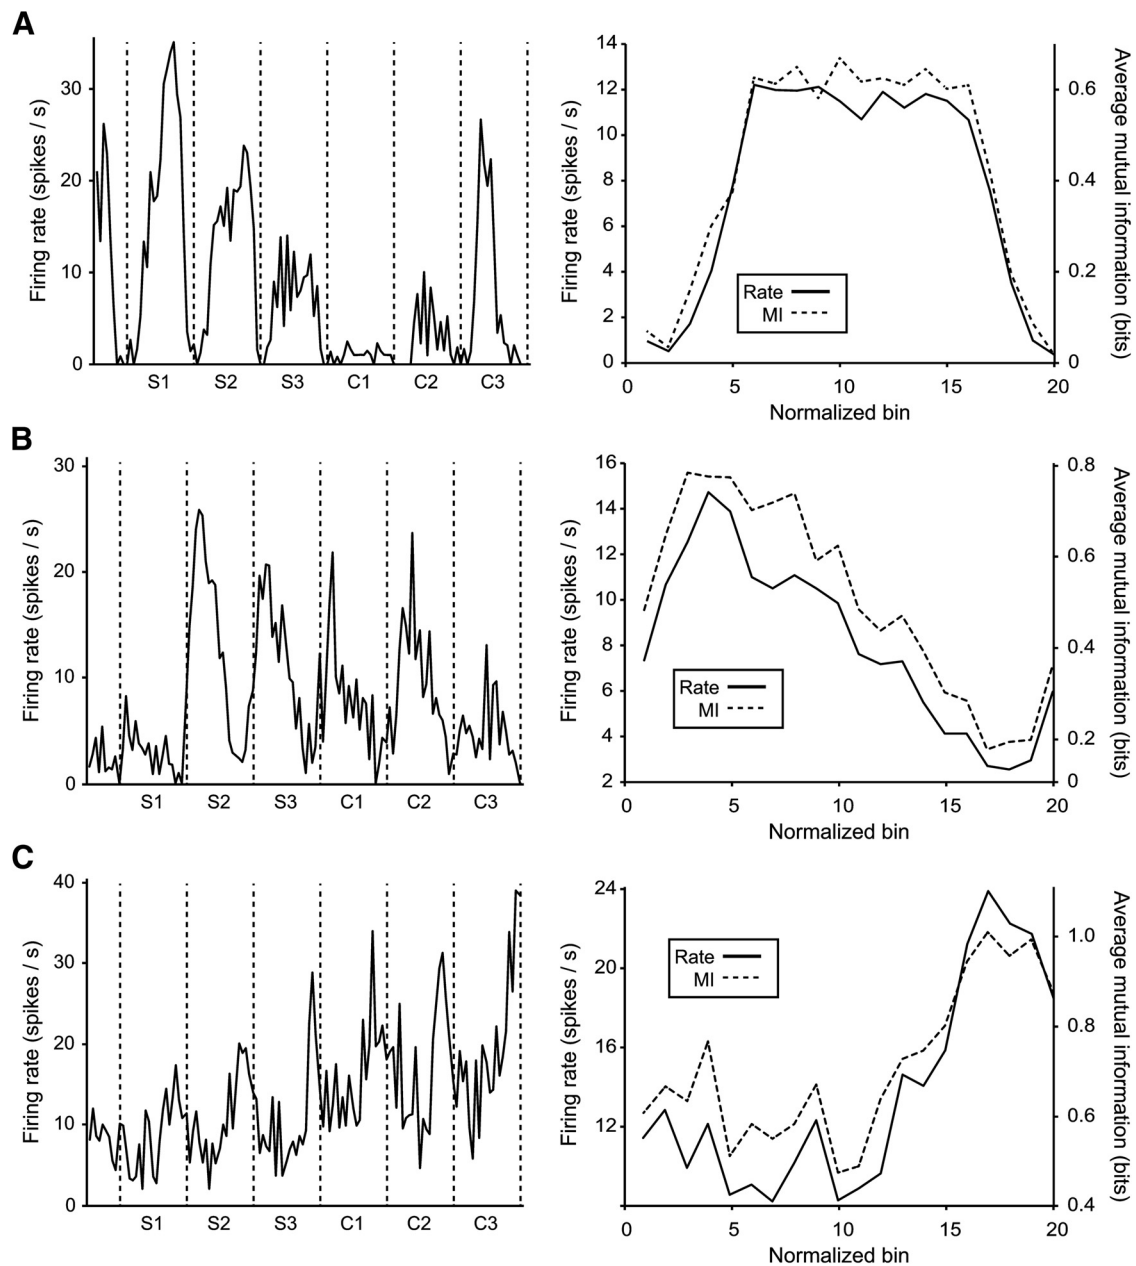 A
Firing rate (spikes / s)
30
20
10
0
S1 S2 S3 C1 C2 C3
Firing rate (spikes / s)
14
12
10
8
6
4
2
0
Rate
MI
0.6
0.4
0.2
0
Average mutual information (bits)
0 5 10 15 20
Normalized bin
B
Firing rate (spikes / s)
30
20
10
0
S1 S2 S3 C1 C2 C3
Firing rate (spikes / s)
16
14
12
10
8
6
4
2
Rate
MI
0.8
0.6
0.4
0.2
0
Average mutual information (bits)
0 5 10 15 20
Normalized bin
C
Firing rate (spikes / s)
40
30
20
10
0
S1 S2 S3 C1 C2 C3
Firing rate (spikes / s)
24
20
16
12
Rate
MI
1.0
0.8
0.6
0.4
Average mutual information (bits)
0 5 10 15 20
Normalized bin